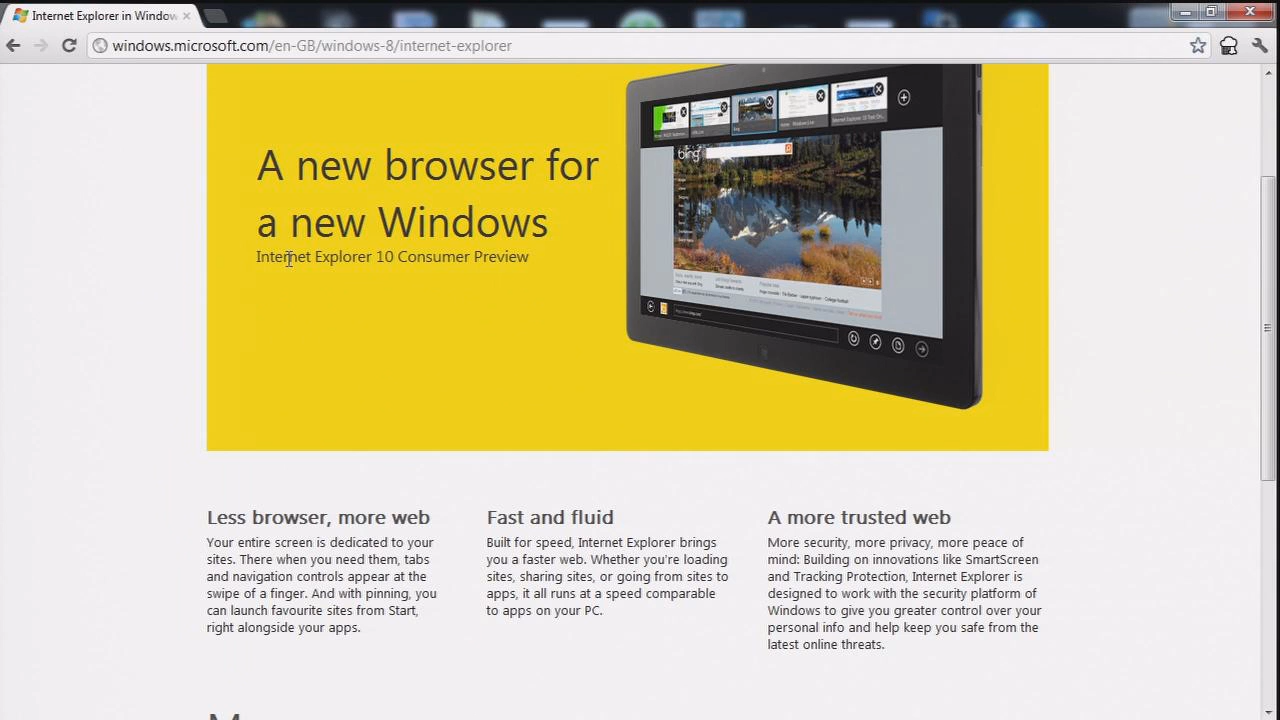 Internet Explorer in Window
windows.microsoft.com/en-GB/windows-8/internet-explorer
A new browser for
a new Windows
Internet Explorer 10 Consumer Preview
bing
Less browser, more web
Your entire screen is dedicated to your
sites. There when you need them, tabs
and navigation controls appear at the
swipe of a finger. And with pinning, you
can launch favourite sites from Start,
right alongside your apps.
Fast and fluid
Built for speed, Internet Explorer brings
you a faster web. Whether you're loading
sites, sharing sites, or going from sites to
apps, it all runs at a speed comparable
to apps on your PC.
A more trusted web
More security, more privacy, more peace of
mind: Building on innovations like SmartScreen
and Tracking Protection, Internet Explorer is
designed to work with the security platform of
Windows to give you greater control over your
personal info and help keep you safe from the
latest online threats.